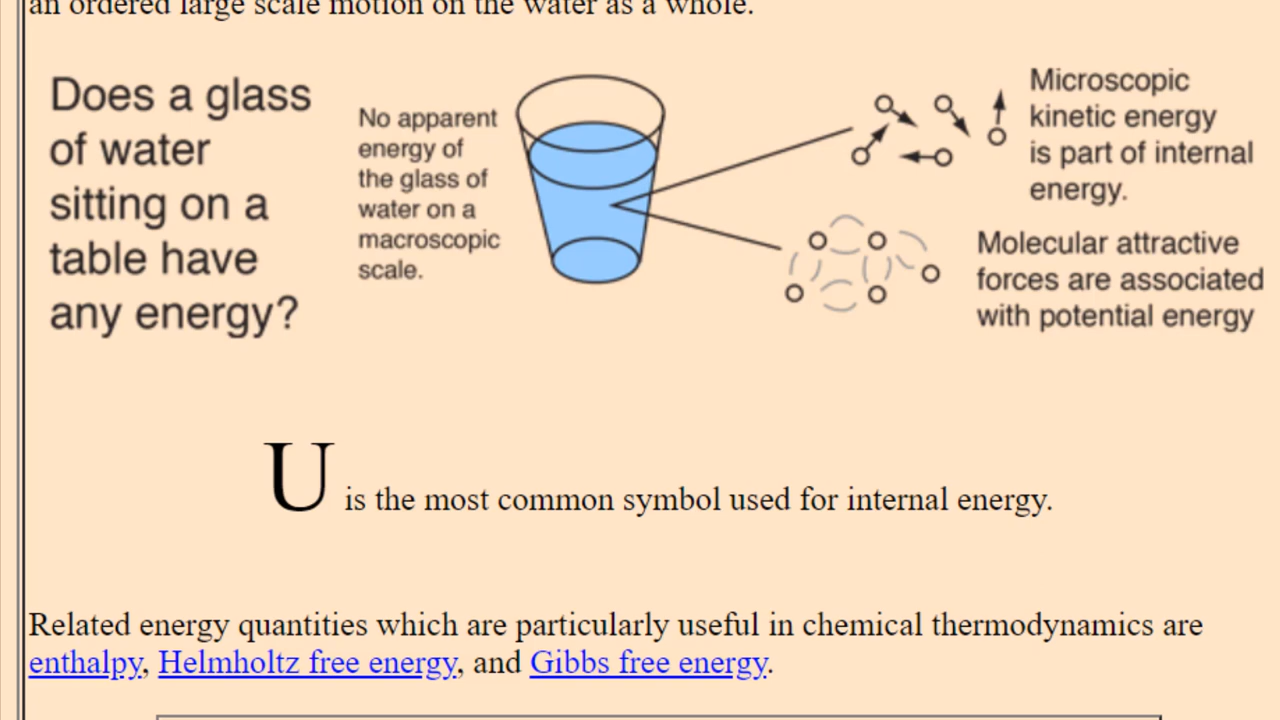 an ordered large scale motion on the water as a whole.
Does a glass
of water
sitting on a
table have
any energy?
No apparent
energy of
the glass of
water on a
macroscopic
scale.
Microscopic
kinetic energy
is part of internal
energy.
Molecular attractive
forces are associated
with potential energy
U is the most common symbol used for internal energy.
Related energy quantities which are particularly useful in chemical thermodynamics are
enthalpy, Helmholtz free energy, and Gibbs free energy.